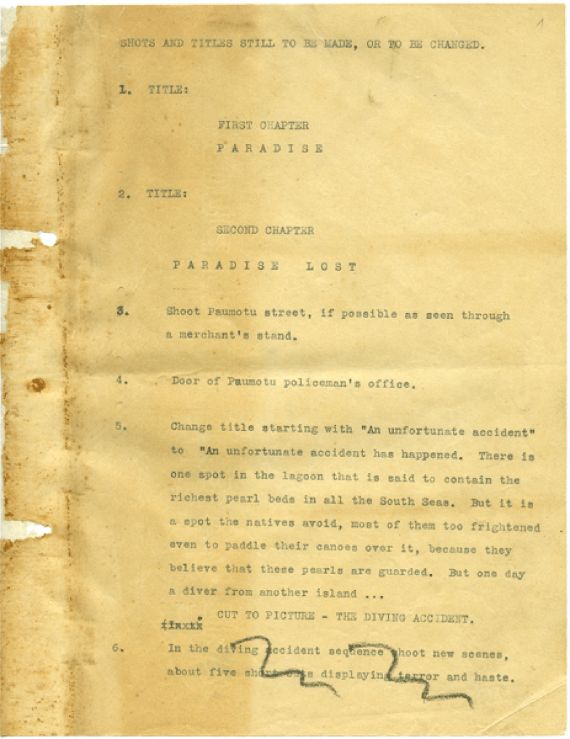 1
SHOTS AND TITLES STILL TO BE MADE, OR TO BE CHANGED.
1. TITLE:
FIRST CHAPTER
P A R A D I S E
2. TITLE:
SECOND CHAPTER
P A R A D I S E   L O S T
3. Shoot Paumotu street, if possible as seen through
a merchant's stand.
4. Door of Paumotu policeman's office.
5. Change title starting with "An unfortunate accident"
to "An unfortunate accident has happened. There is
one spot in the lagoon that is said to contain the
richest pearl beds in all the South Seas. But it is
a spot the natives avoid, most of them too frightened
even to paddle their canoes over it, because they
believe that these pearls are guarded. But one day
a diver from another island ...
CUT TO PICTURE - THE DIVING ACCIDENT.
6. In the diving accident sequence shoot new scenes,
about five short cuts displaying terror and haste.